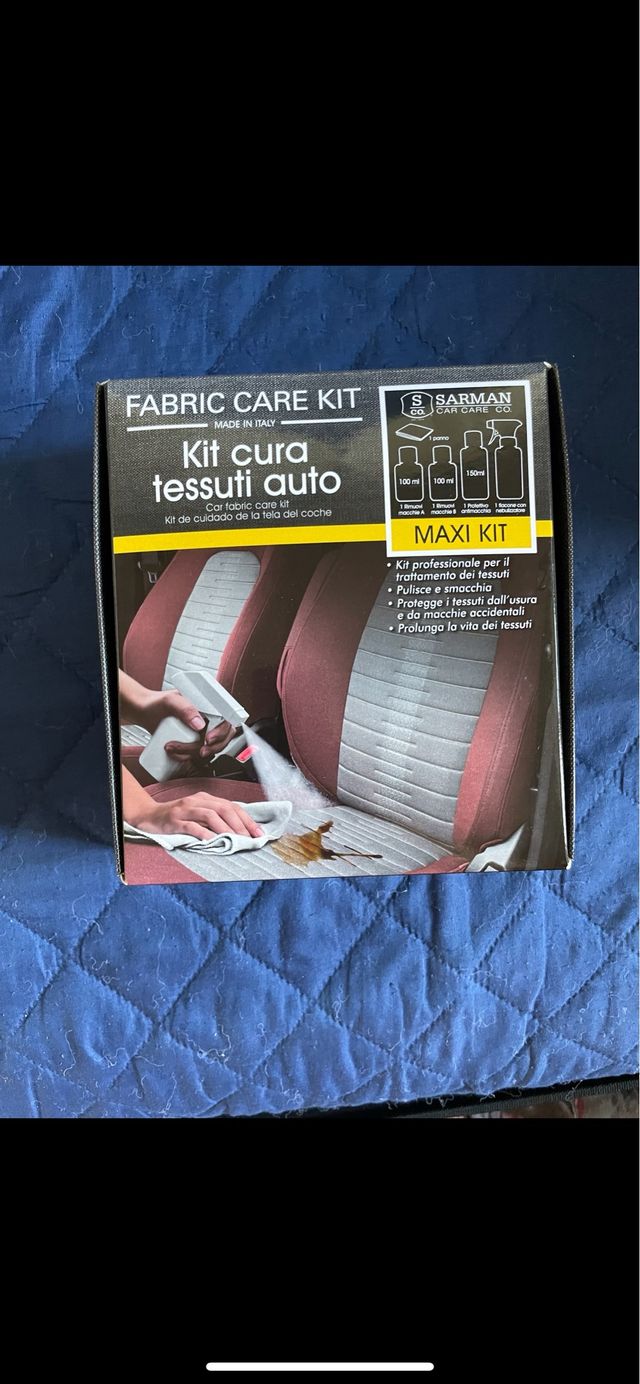 FABRIC CARE KIT
MADE IN ITALY
Kit cura
tessuti auto
Car fabric care kit
Kit de cuidado de la tela del coche
S
CO.
SARMAN
CAR CARE CO.
1 panno
100 ml
100 ml
150ml
1 Rimuovi
macchie A
1 Rimuovi
macchie B
1 Protettivo
antimacchia
1 flacone con
nebulizzatore
MAXI KIT
• Kit professionale per il
trattamento dei tessuti
• Pulisce e smacchia
• Protegge i tessuti dall'usura
e da macchie accidentali
• Prolunga la vita dei tessuti